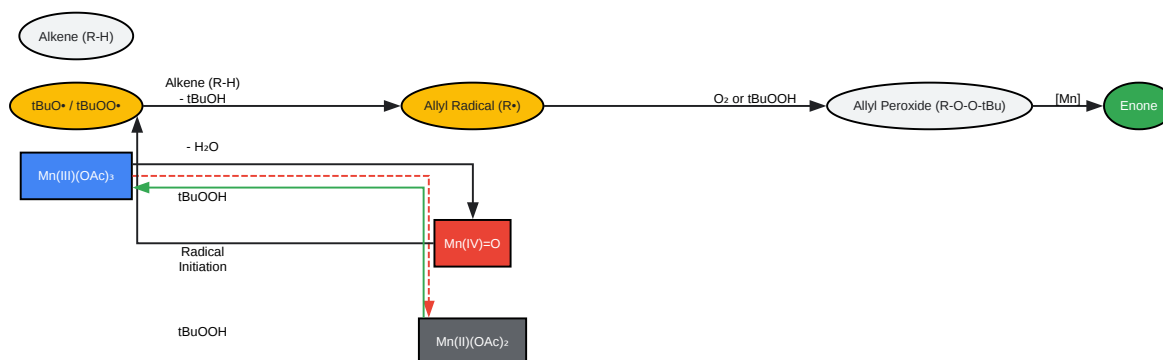 Alkene (R-H)
Alkene (R-H)
- tBuOH
tBuO• / tBuOO•
Allyl Radical (R•)
O₂ or tBuOOH
Allyl Peroxide (R-O-O-tBu)
[Mn]
Enone
- H₂O
Mn(III)(OAc)₃
tBuOOH
Mn(IV)=O
Radical
Initiation
tBuOOH
Mn(II)(OAc)₂